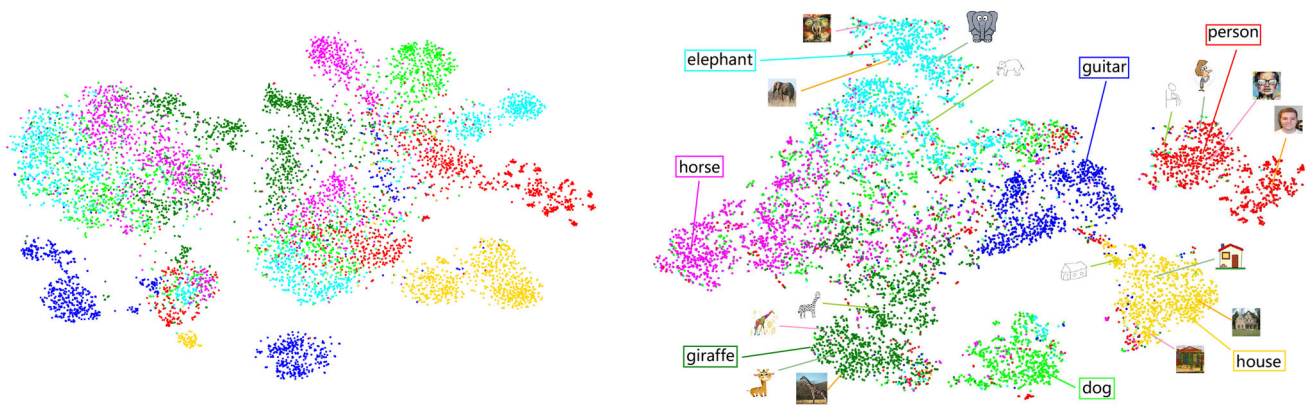 person
elephant
guitar
horse
giraffe
house
dog